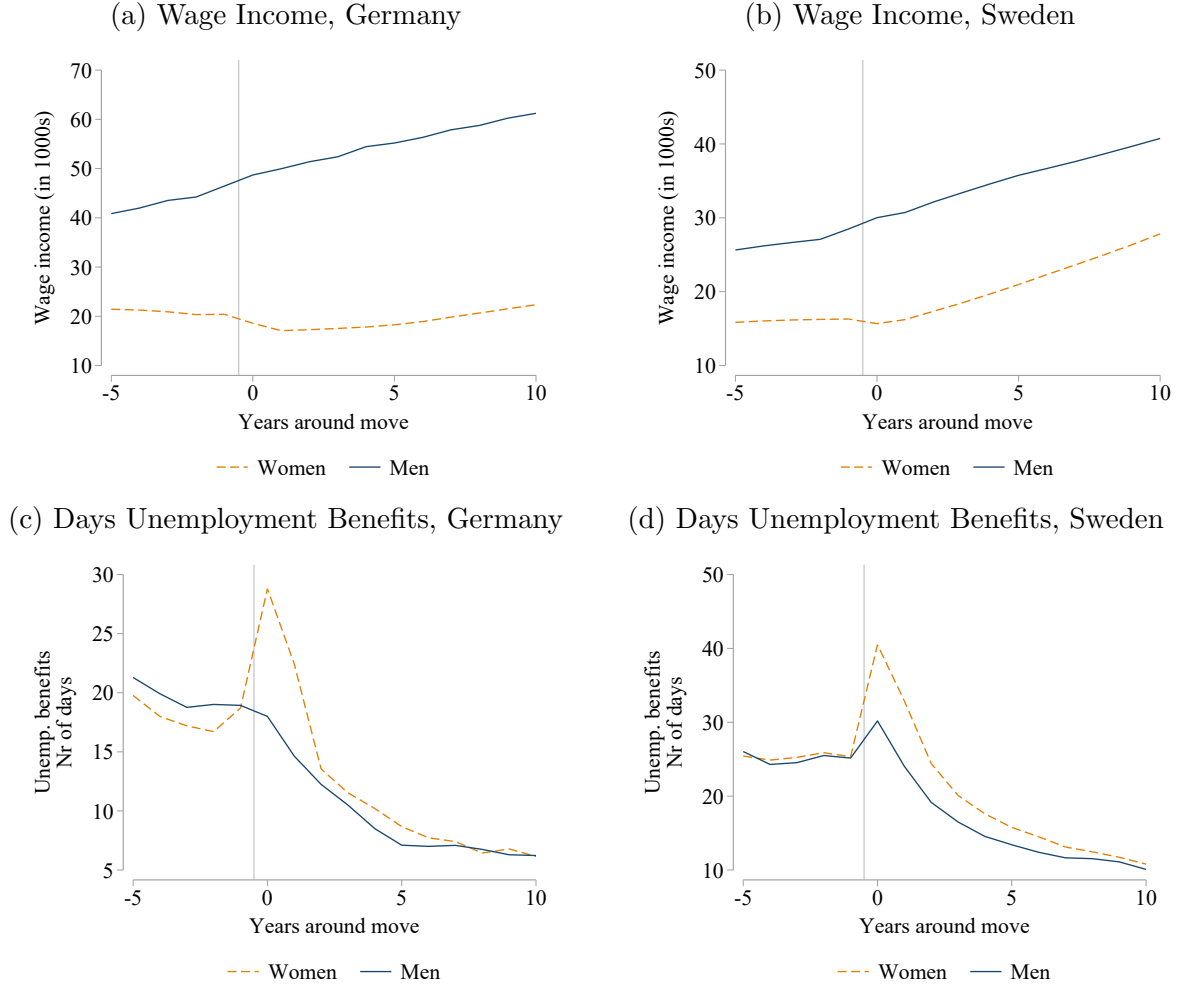 (a) Wage Income, Germany
70
60
50
40
30
20
10
Wage income (in 1000s)
-5 0 5 10
Years around move
Women Men
(b) Wage Income, Sweden
50
40
30
20
10
Wage income (in 1000s)
-5 0 5 10
Years around move
Women Men
(c) Days Unemployment Benefits, Germany
30
25
20
15
10
5
Unemp. benefits
Nr of days
-5 0 5 10
Years around move
Women Men
(d) Days Unemployment Benefits, Sweden
50
40
30
20
10
Unemp. benefits
Nr of days
-5 0 5 10
Years around move
Women Men